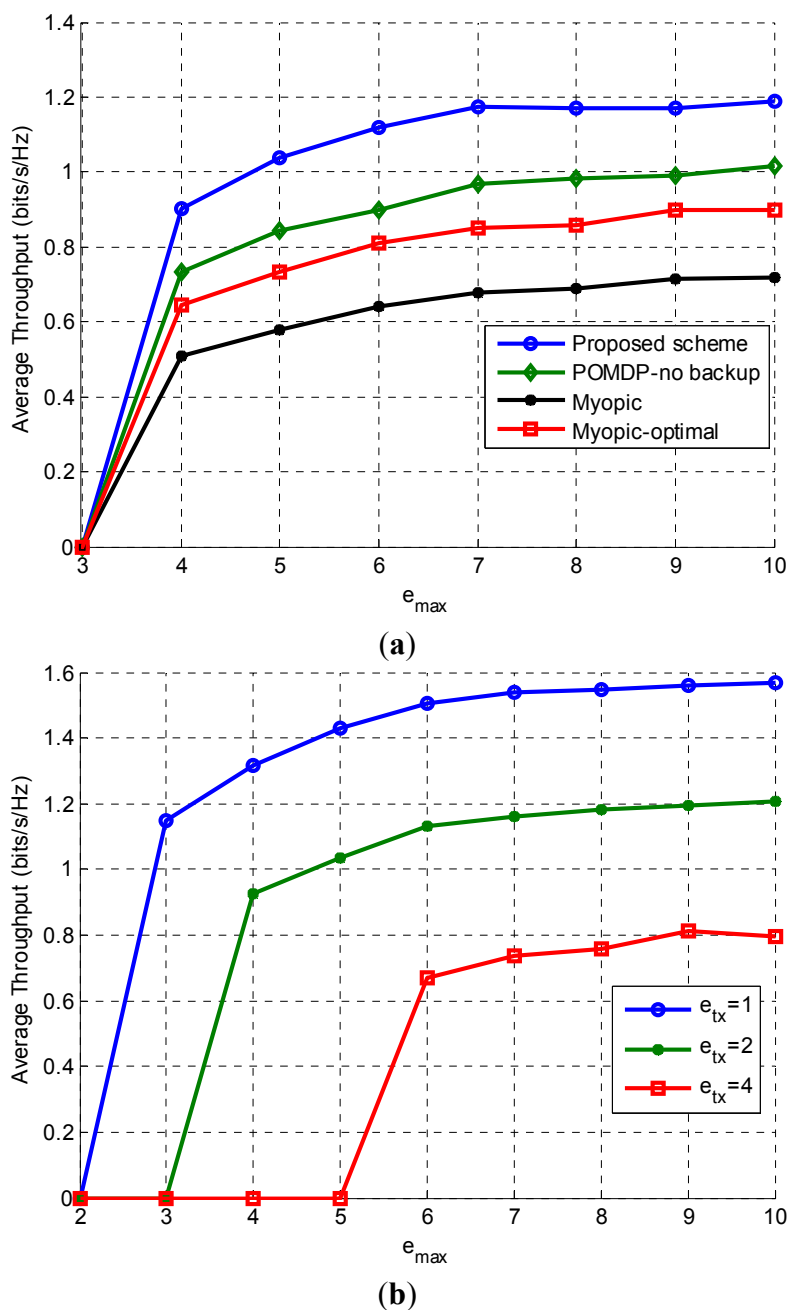 1.4
1.2
1
0.8
0.6
0.4
0.2
0
Average Throughput (bits/s/Hz)
Proposed scheme
POMDP-no backup
Myopic
Myopic-optimal
3 4 5 6 7 8 9 10
e_max
(a)
1.6
1.4
1.2
1
0.8
0.6
0.4
0.2
0
Average Throughput (bits/s/Hz)
e_tx=1
e_tx=2
e_tx=4
2 3 4 5 6 7 8 9 10
e_max
(b)